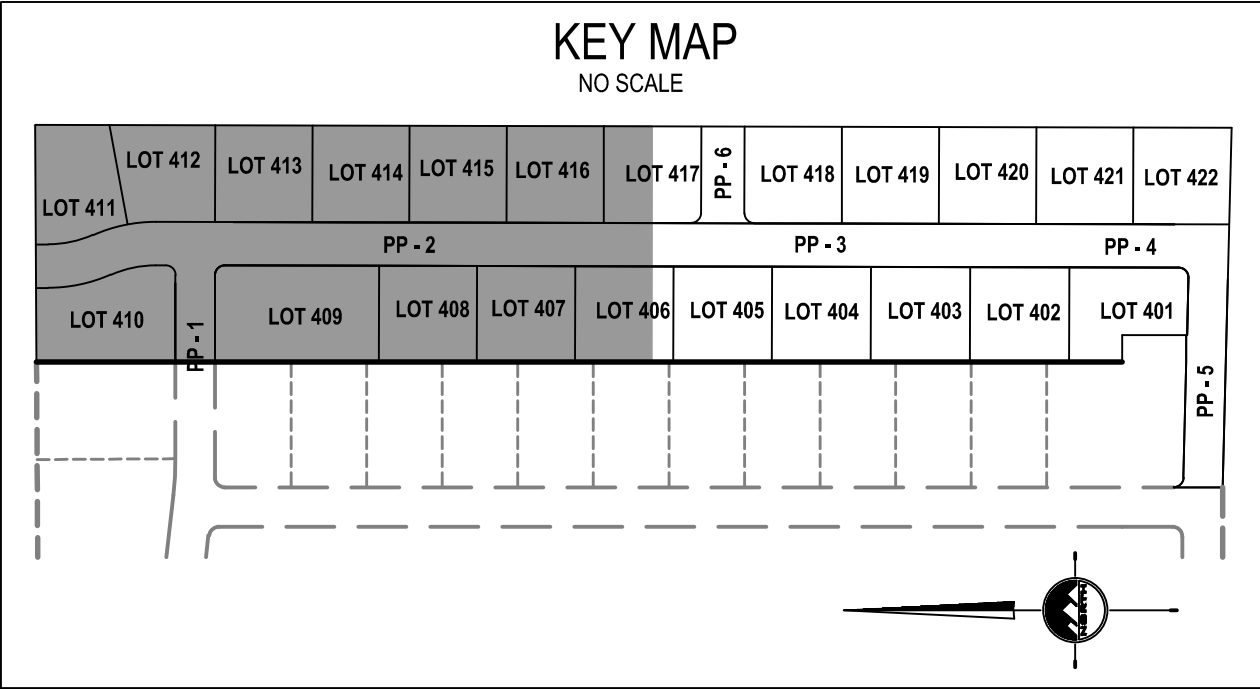 KEY MAP
NO SCALE
LOT 411
LOT 412
LOT 413
LOT 414
LOT 415
LOT 416
LOT 417
PP - 6
LOT 418
LOT 419
LOT 420
LOT 421
LOT 422
PP - 2
PP - 3
PP - 4
LOT 410
PP - 1
LOT 409
LOT 408
LOT 407
LOT 406
LOT 405
LOT 404
LOT 403
LOT 402
LOT 401
PP - 5
NORTH